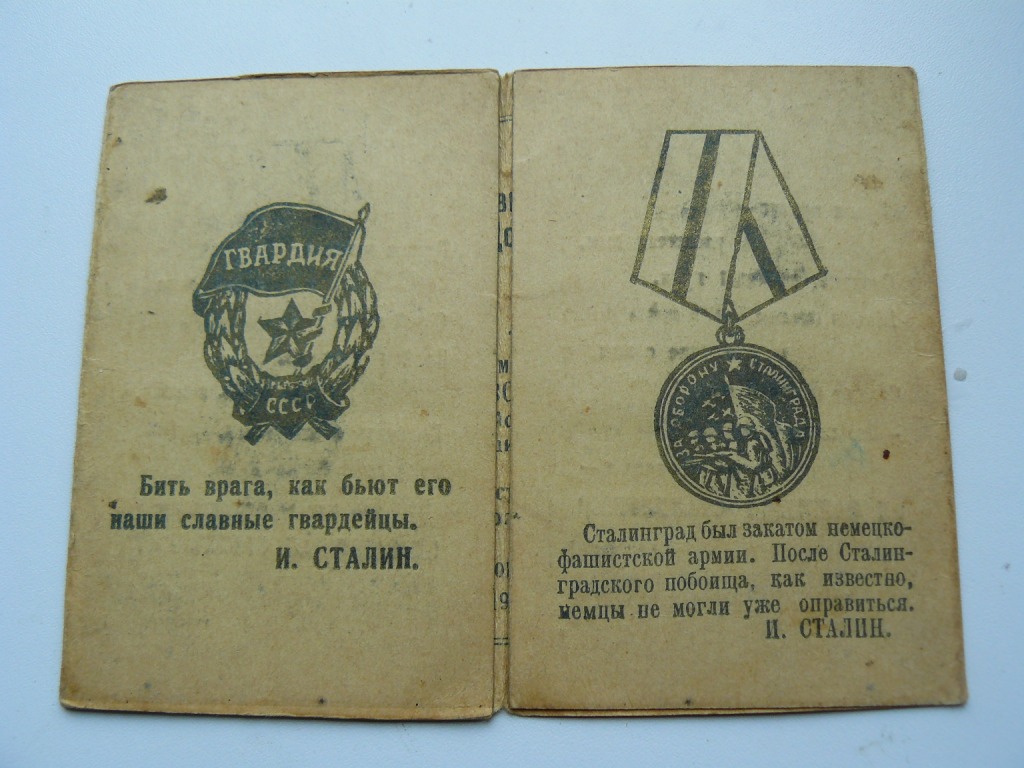 ГВАРДИЯ
СССР
Бить врага, как бьют его
наши славные гвардейцы.
И. СТАЛИН.
ЗА ОБОРОНУ СТАЛИНГРАДА
Сталинград был закатом немецко-
фашистской армии. После Сталин-
градского побоища, как известно,
немцы не могли уже оправиться.
И. СТАЛИН.